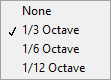 None
✓ 1/3 Octave
1/6 Octave
1/12 Octave